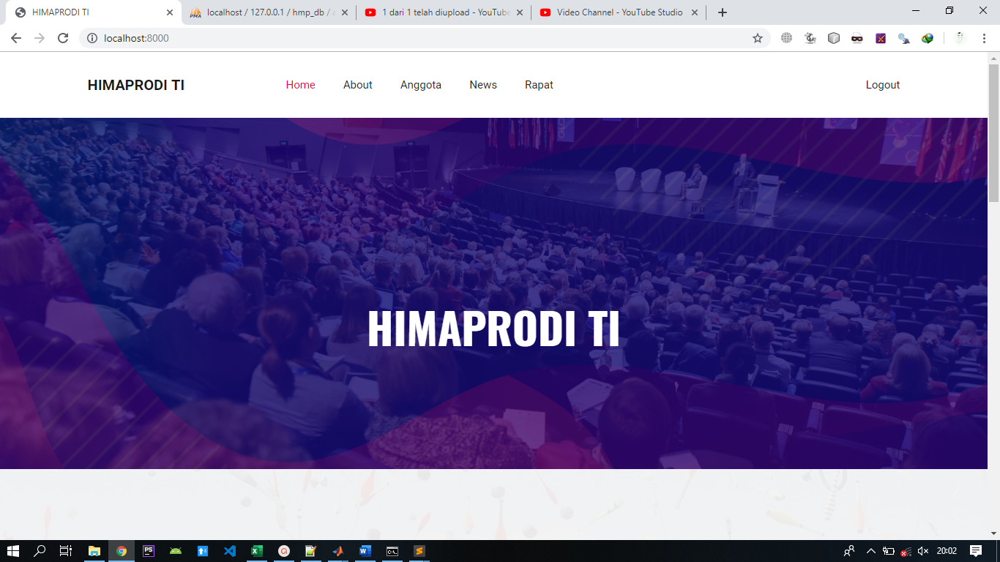 HIMAPRODI TI
localhost / 127.0.0.1 / hmp_db /
1 dari 1 telah diupload - YouTube
Video Channel - YouTube Studio
localhost:8000
HIMAPRODI TI
Home
About
Anggota
News
Rapat
Logout
HIMAPRODI TI
20:02